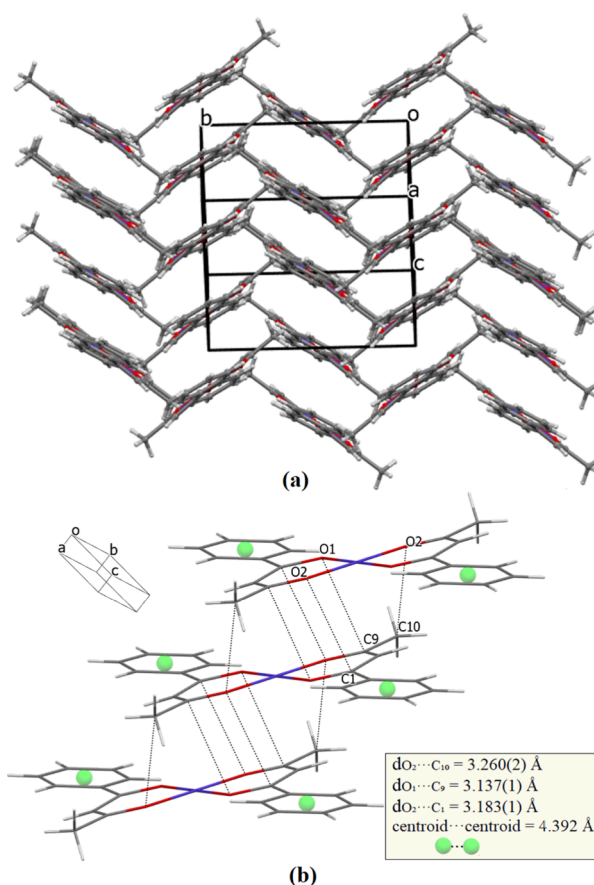 b
o
a
c
(a)
o
a
b
c
O1
O2
O2
C10
C9
C1
dO₂···C₁₀ = 3.260(2) Å
dO₁···C₉ = 3.137(1) Å
dO₂···C₁ = 3.183(1) Å
centroid···centroid = 4.392 Å
···
(b)